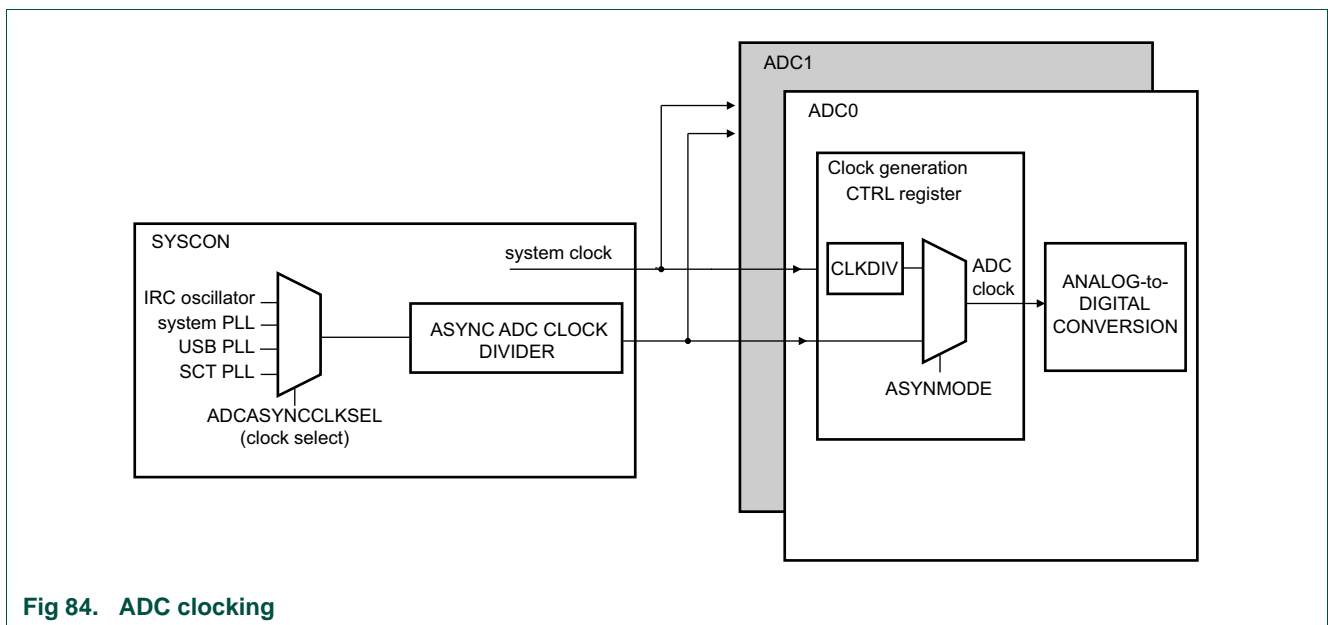 ADC1
ADC0
Clock generation
CTRL register
SYSCON
system clock
CLKDIV
ADC
clock
ANALOG-to-
DIGITAL
CONVERSION
IRC oscillator
system PLL
USB PLL
SCT PLL
ASYNC ADC CLOCK
DIVIDER
ASYNMODE
ADCASYNCCLKSEL
(clock select)
Fig 84. ADC clocking